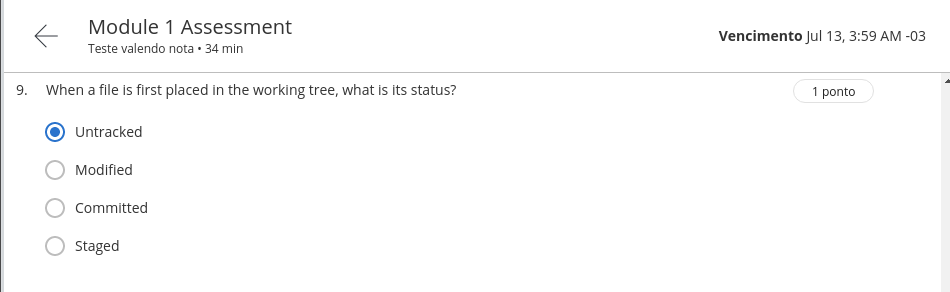 Module 1 Assessment
Teste valendo nota • 34 min
Vencimento Jul 13, 3:59 AM -03
9. When a file is first placed in the working tree, what is its status?
1 ponto
Untracked
Modified
Committed
Staged